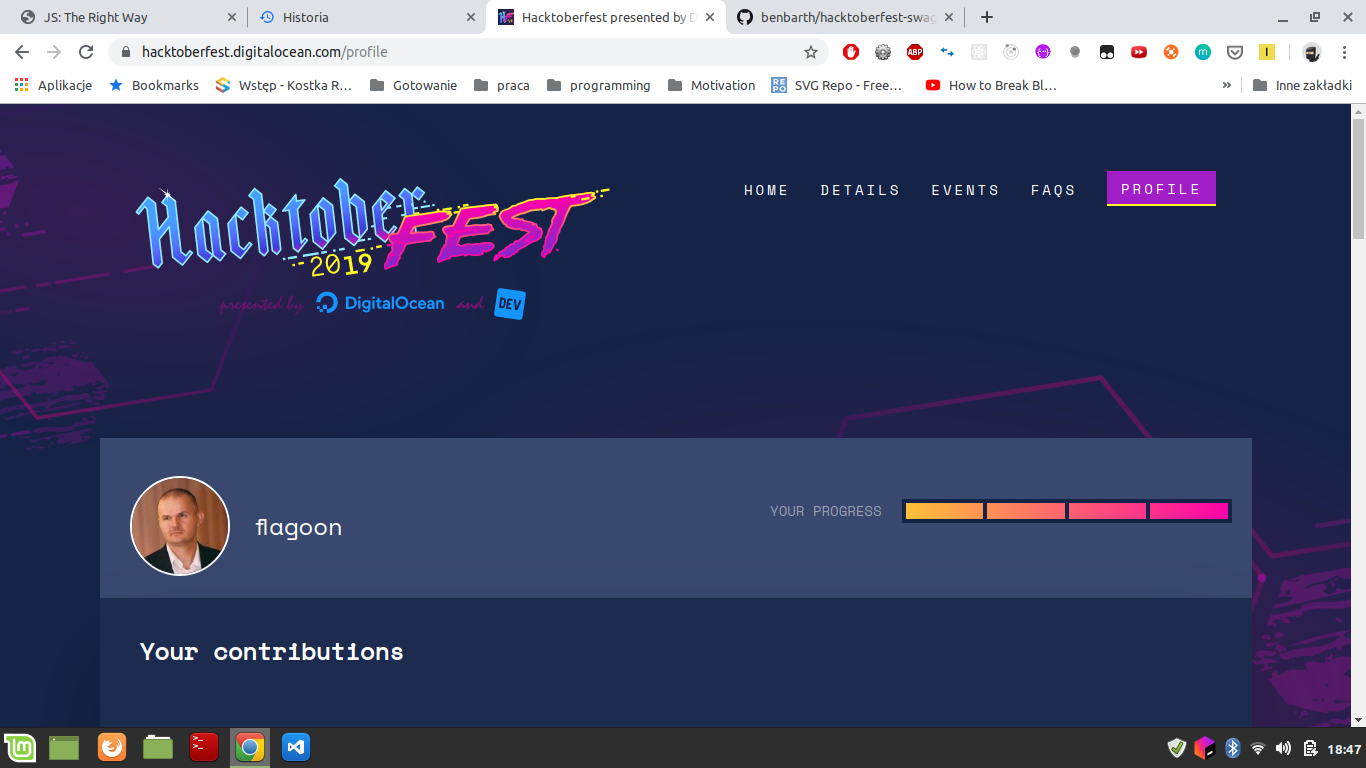 JS: The Right Way
Historia
Hacktoberfest presented by D
benbarth/hacktoberfest-swag
hacktoberfest.digitalocean.com/profile
ABP
m
I
Aplikacje
Bookmarks
Wstęp - Kostka R…
Gotowanie
praca
programming
Motivation
REPO
SVG Repo - Free…
How to Break Bl…
»
Inne zakładki
Hacktober FEST
2019
presented by DigitalOcean and DEV
HOME DETAILS EVENTS FAQS PROFILE
flagoon
YOUR PROGRESS
Your contributions
18:47